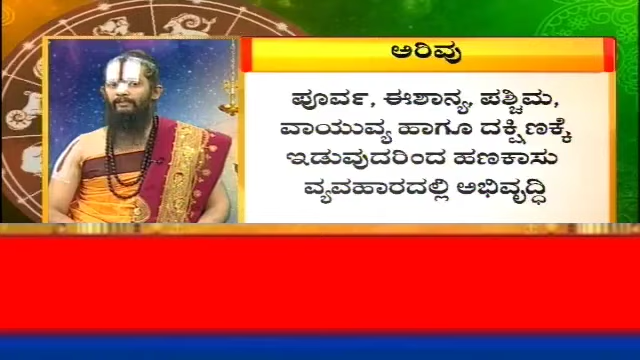 ಅರಿವು
ಪೂರ್ವ, ಈಶಾನ್ಯ, ಪಶ್ಚಿಮ,
ವಾಯುವ್ಯ ಹಾಗೂ ದಕ್ಷಿಣಕ್ಕೆ
ಇಡುವುದರಿಂದ ಹಣಕಾಸು
ವ್ಯವಹಾರದಲ್ಲಿ ಅಭಿವೃದ್ಧಿ